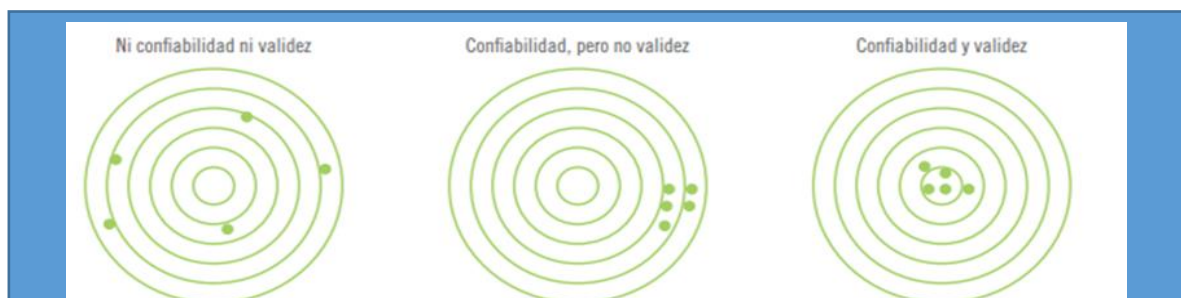 Ni confiabilidad ni validez
Confiabilidad, pero no validez
Confiabilidad y validez